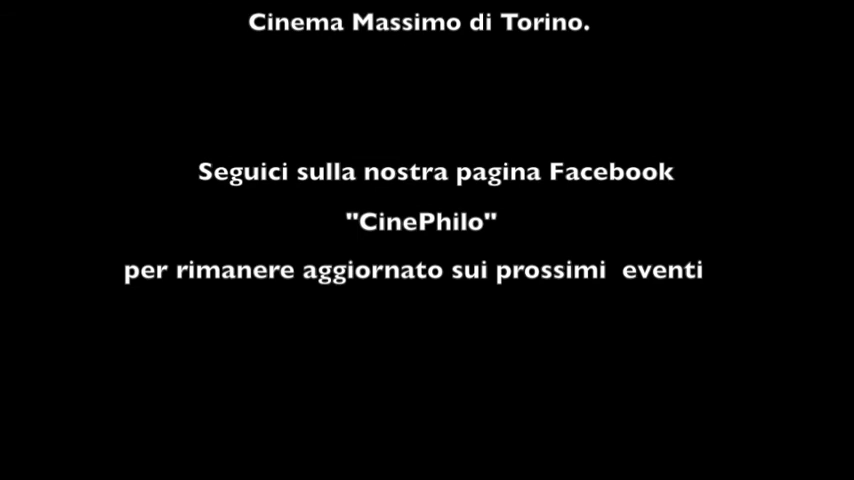 Cinema Massimo di Torino.
Seguici sulla nostra pagina Facebook
"CinePhilo"
per rimanere aggiornato sui prossimi  eventi